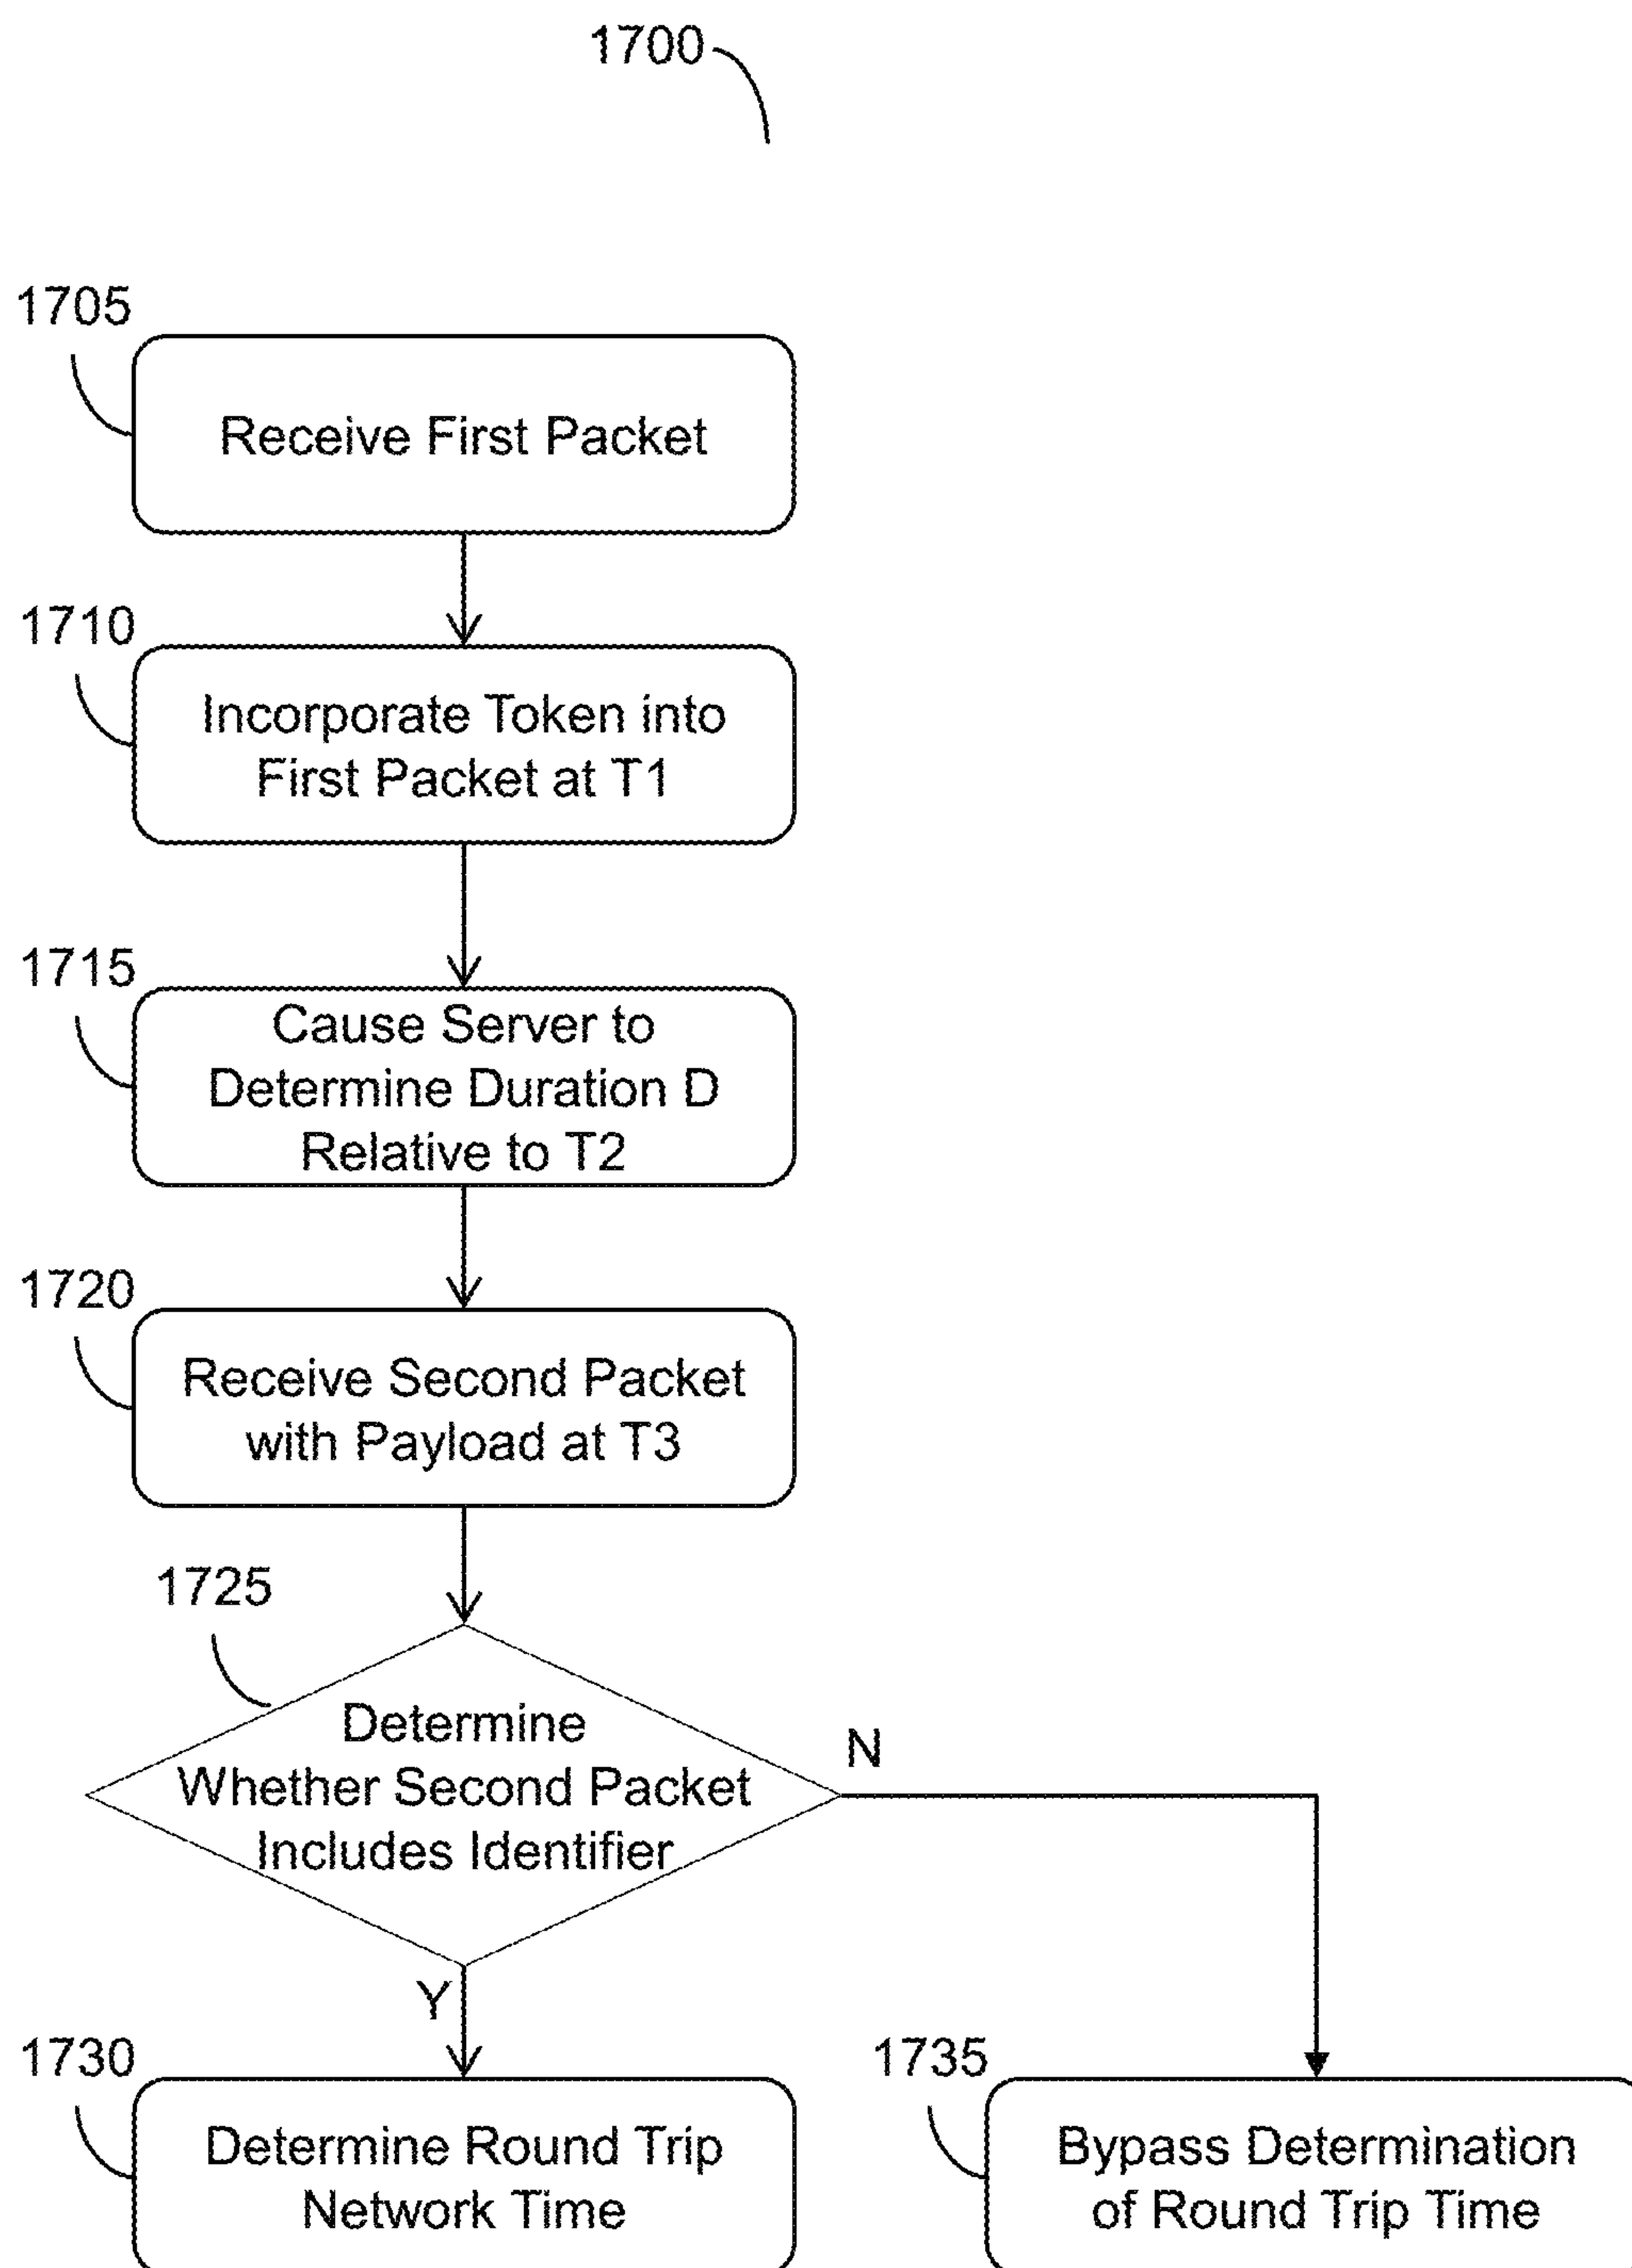 1700
1705
Receive First Packet
1710
Incorporate Token into
First Packet at T1
1715
Cause Server to
Determine Duration D
Relative to T2
1720
Receive Second Packet
with Payload at T3
1725
Determine
Whether Second Packet
Includes Identifier
N
Y
1730
Determine Round Trip
Network Time
1735
Bypass Determination
of Round Trip Time